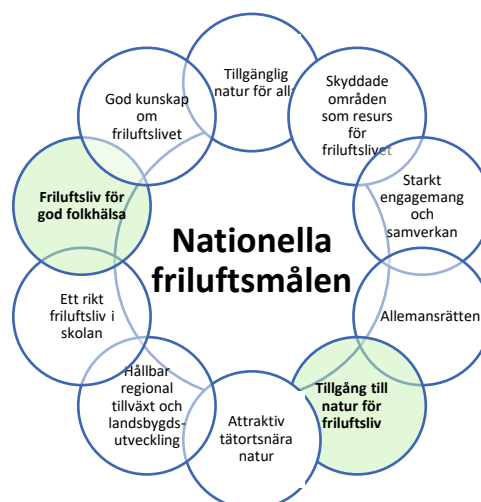 Tillgänglig
natur för all
Skyddade
områden
som resurs
för
friluftslivet
Starkt
engagemang
och
samverkan
Allemansrätten
Tillgång till
natur för
friluftsliv
Attraktiv
tätortsnära
natur
Hållbar
regional
tillväxt och
landsbygds-
utveckling
Ett rikt
friluftsliv i
skolan
Friluftsliv för
god folkhälsa
God kunskap
om
friluftslivet
Nationella
friluftsmålen